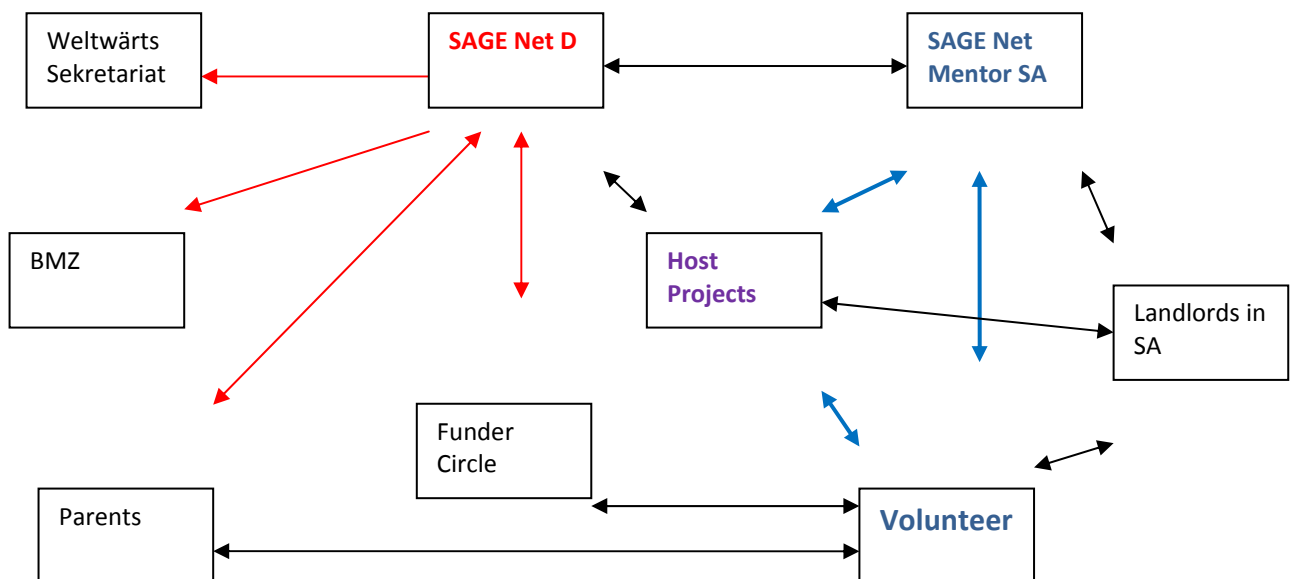 Weltwärts
Sekretariat
SAGE Net D
SAGE Net
Mentor SA
BMZ
Host
Projects
Landlords in
SA
Funder
Circle
Parents
Volunteer